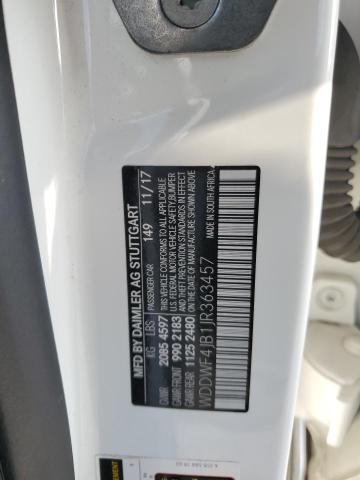 MFD BY DAIMLER AG STUTTGART
PASSENGER CAR 149 11/17
KG LBS THIS VEHICLE CONFORMS TO ALL APPLICABLE
GVWR 2085 4597 U.S. FEDERAL MOTOR VEHICLE SAFETY BUMPER
GAWR FRONT 990 2183 AND THEFT PREVENTION STANDARDS IN EFFECT
GAWR REAR 1125 2480 ON THE DATE OF MANUFACTURE SHOWN ABOVE
WDDWF4JB1JR363457 MADE IN SOUTH AFRICA